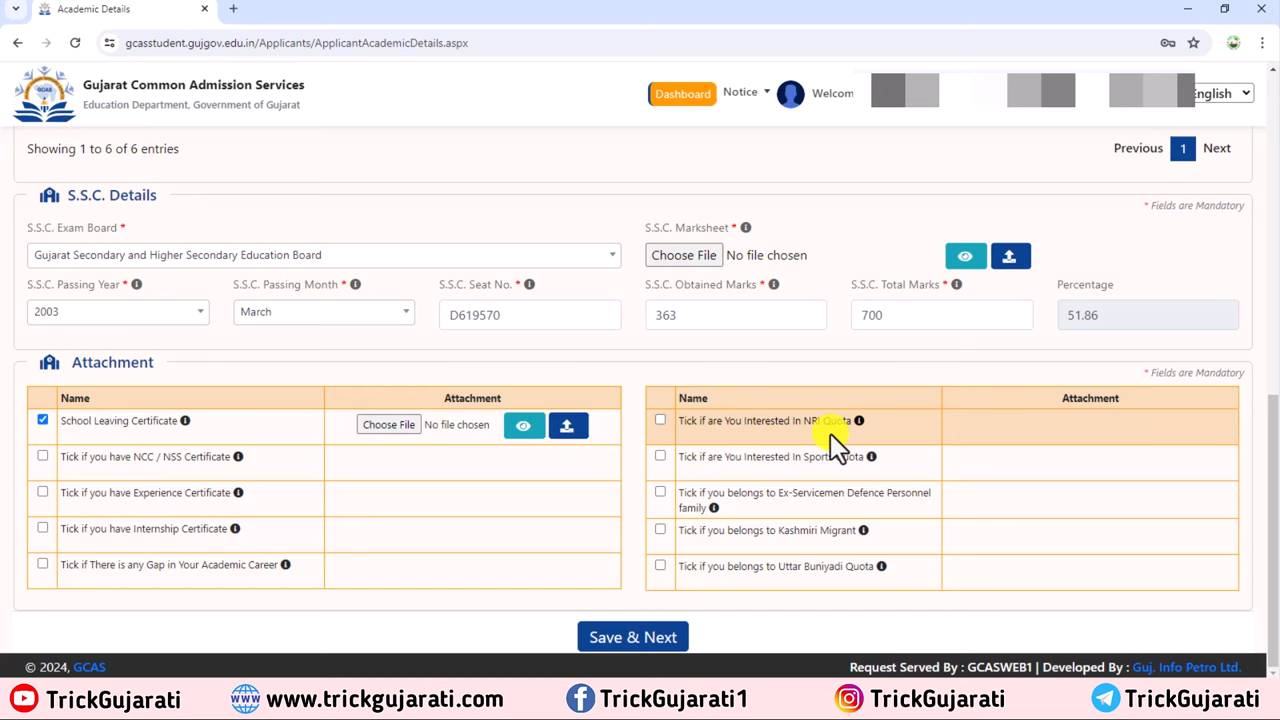 Academic Details
gcasstudent.gujgov.edu.in/Applicants/ApplicantAcademicDetails.aspx
Gujarat Common Admission Services
Education Department, Government of Gujarat
Dashboard
Notice
Welcom
English
Showing 1 to 6 of 6 entries
Previous 1 Next
S.S.C. Details
* Fields are Mandatory
S.S.C. Exam Board *
S.S.C. Marksheet *
Gujarat Secondary and Higher Secondary Education Board
Choose File No file chosen
S.S.C. Passing Year *
S.S.C. Passing Month *
S.S.C. Seat No. *
S.S.C. Obtained Marks *
S.S.C. Total Marks *
Percentage
2003
March
D619570
363
700
51.86
Attachment
* Fields are Mandatory
Name
Attachment
School Leaving Certificate
Choose File No file chosen
Tick if you have NCC / NSS Certificate
Tick if you have Experience Certificate
Tick if you have Internship Certificate
Tick if There is any Gap in Your Academic Career
Name
Attachment
Tick if are You Interested In NRI Quota
Tick if are You Interested In Sports Quota
Tick if you belongs to Ex-Servicemen Defence Personnel
family
Tick if you belongs to Kashmiri Migrant
Tick if you belongs to Uttar Buniyadi Quota
Save & Next
© 2024, GCAS
Request Served By : GCASWEB1 | Developed By : Guj. Info Petro Ltd.
TrickGujarati
www.trickgujarati.com
TrickGujarati1
TrickGujarati
TrickGujarati